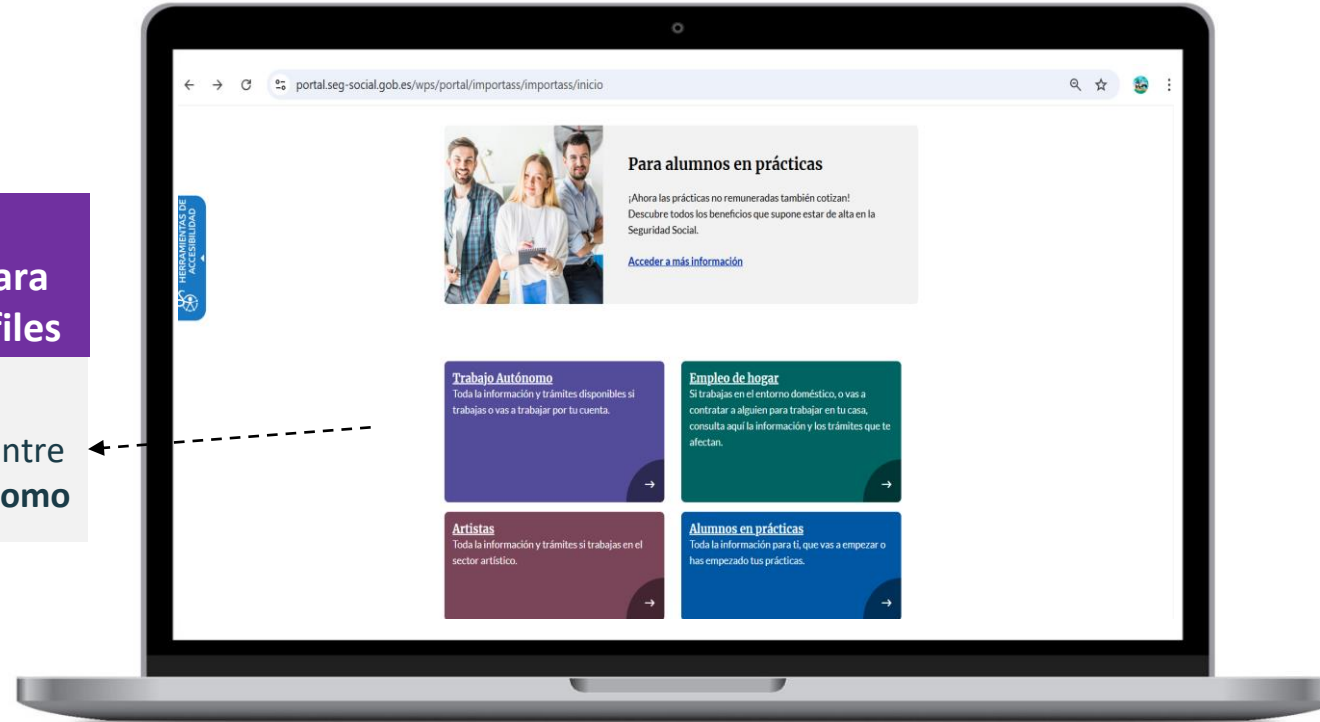 portal.seg-social.gob.es/wps/portal/importass/importass/inicio
HERRAMIENTAS DE
ACCESIBILIDAD
Para alumnos en prácticas
¡Ahora las prácticas no remuneradas también cotizan!
Descubre todos los beneficios que supone estar de alta en la
Seguridad Social.
Acceder a más información
Trabajo Autónomo
Toda la información y trámites disponibles si
trabajas o vas a trabajar por tu cuenta.
Empleo de hogar
Si trabajas en el entorno doméstico, o vas a
contratar a alguien para trabajar en tu casa,
consulta aquí la información y los trámites que te
afectan.
Artistas
Toda la información y trámites si trabajas en el
sector artístico.
Alumnos en prácticas
Toda la información para ti, que vas a empezar o
has empezado tus prácticas.